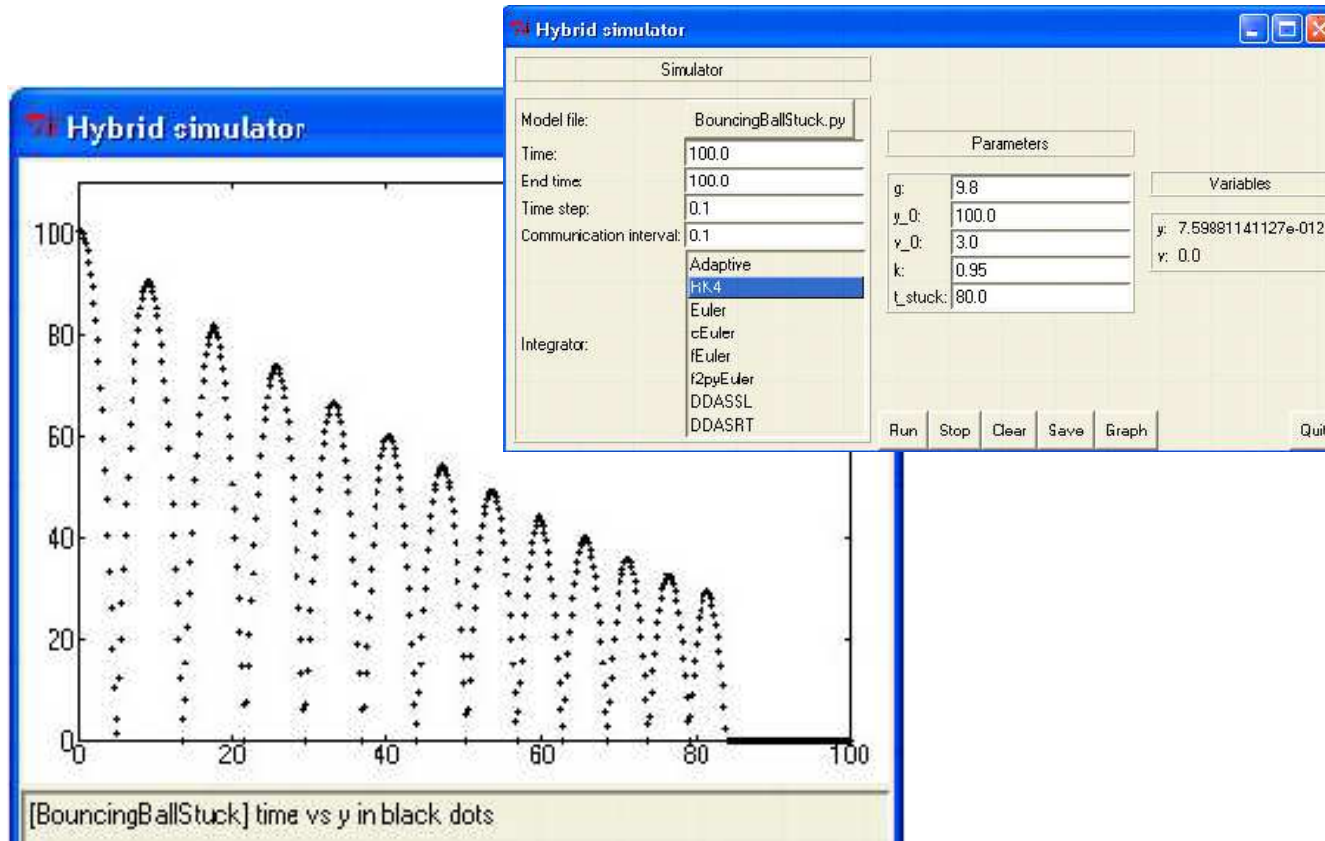 Hybrid simulator
Simulator
Model file: BouncingBallStuck.py
Time: 100.0
End time: 100.0
Time step: 0.1
Communication interval: 0.1
Integrator:
Adaptive
RK4
Euler
cEuler
fEuler
f2pyEuler
DDASSL
DDASRT
Parameters
g: 9.8
y_0: 100.0
v_0: 3.0
k: 0.95
t_stuck: 80.0
Variables
y: 7.59881141127e-012
v: 0.0
Run Stop Clear Save Graph Quit
Hybrid simulator
100
80
60
40
20
0
0 20 40 60 80 100
[BouncingBallStuck] time vs y in black dots